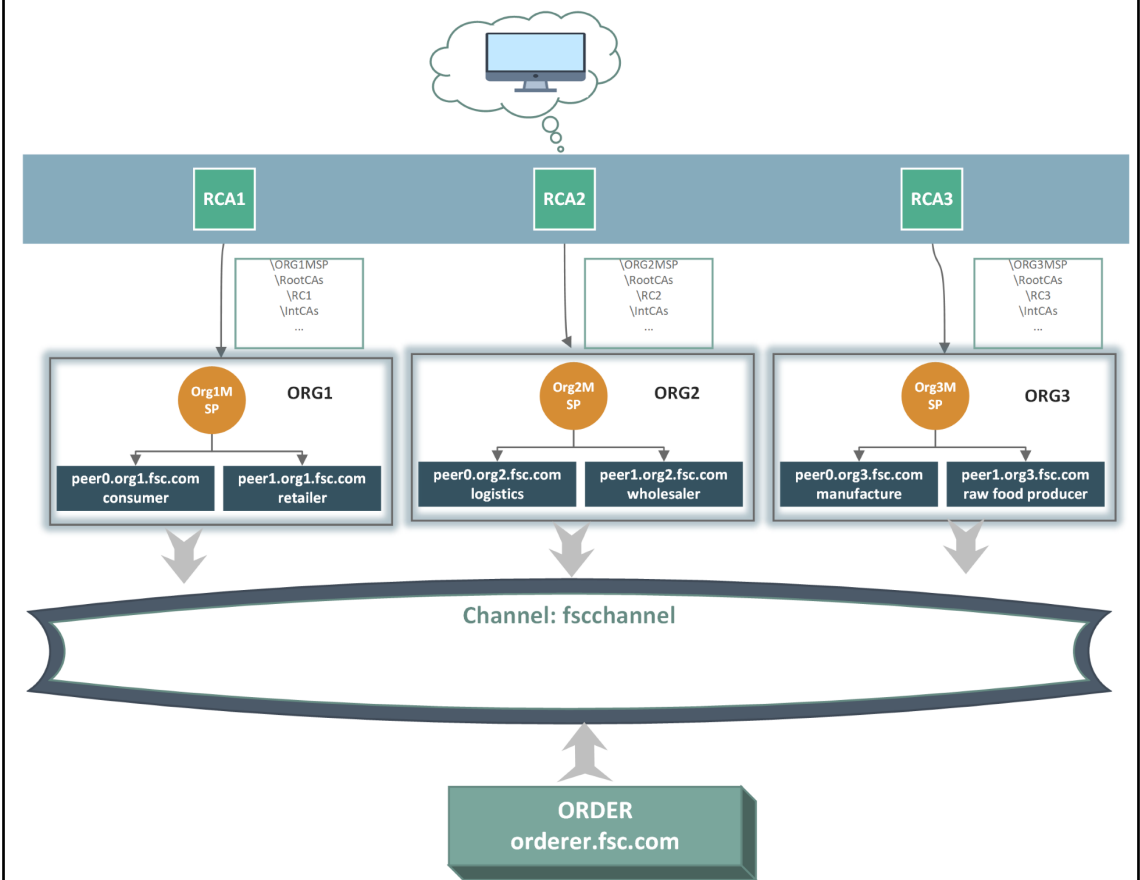 RCA1
RCA2
RCA3
\ORG1MSP
\RootCAs
\RC1
\IntCAs
...
\ORG2MSP
\RootCAs
\RC2
\IntCAs
...
\ORG3MSP
\RootCAs
\RC3
\IntCAs
...
Org1M
SP
ORG1
peer0.org1.fsc.com
consumer
peer1.org1.fsc.com
retailer
Org2M
SP
ORG2
peer0.org2.fsc.com
logistics
peer1.org2.fsc.com
wholesaler
Org3M
SP
ORG3
peer0.org3.fsc.com
manufacture
peer1.org3.fsc.com
raw food producer
Channel: fscchannel
ORDER
orderer.fsc.com